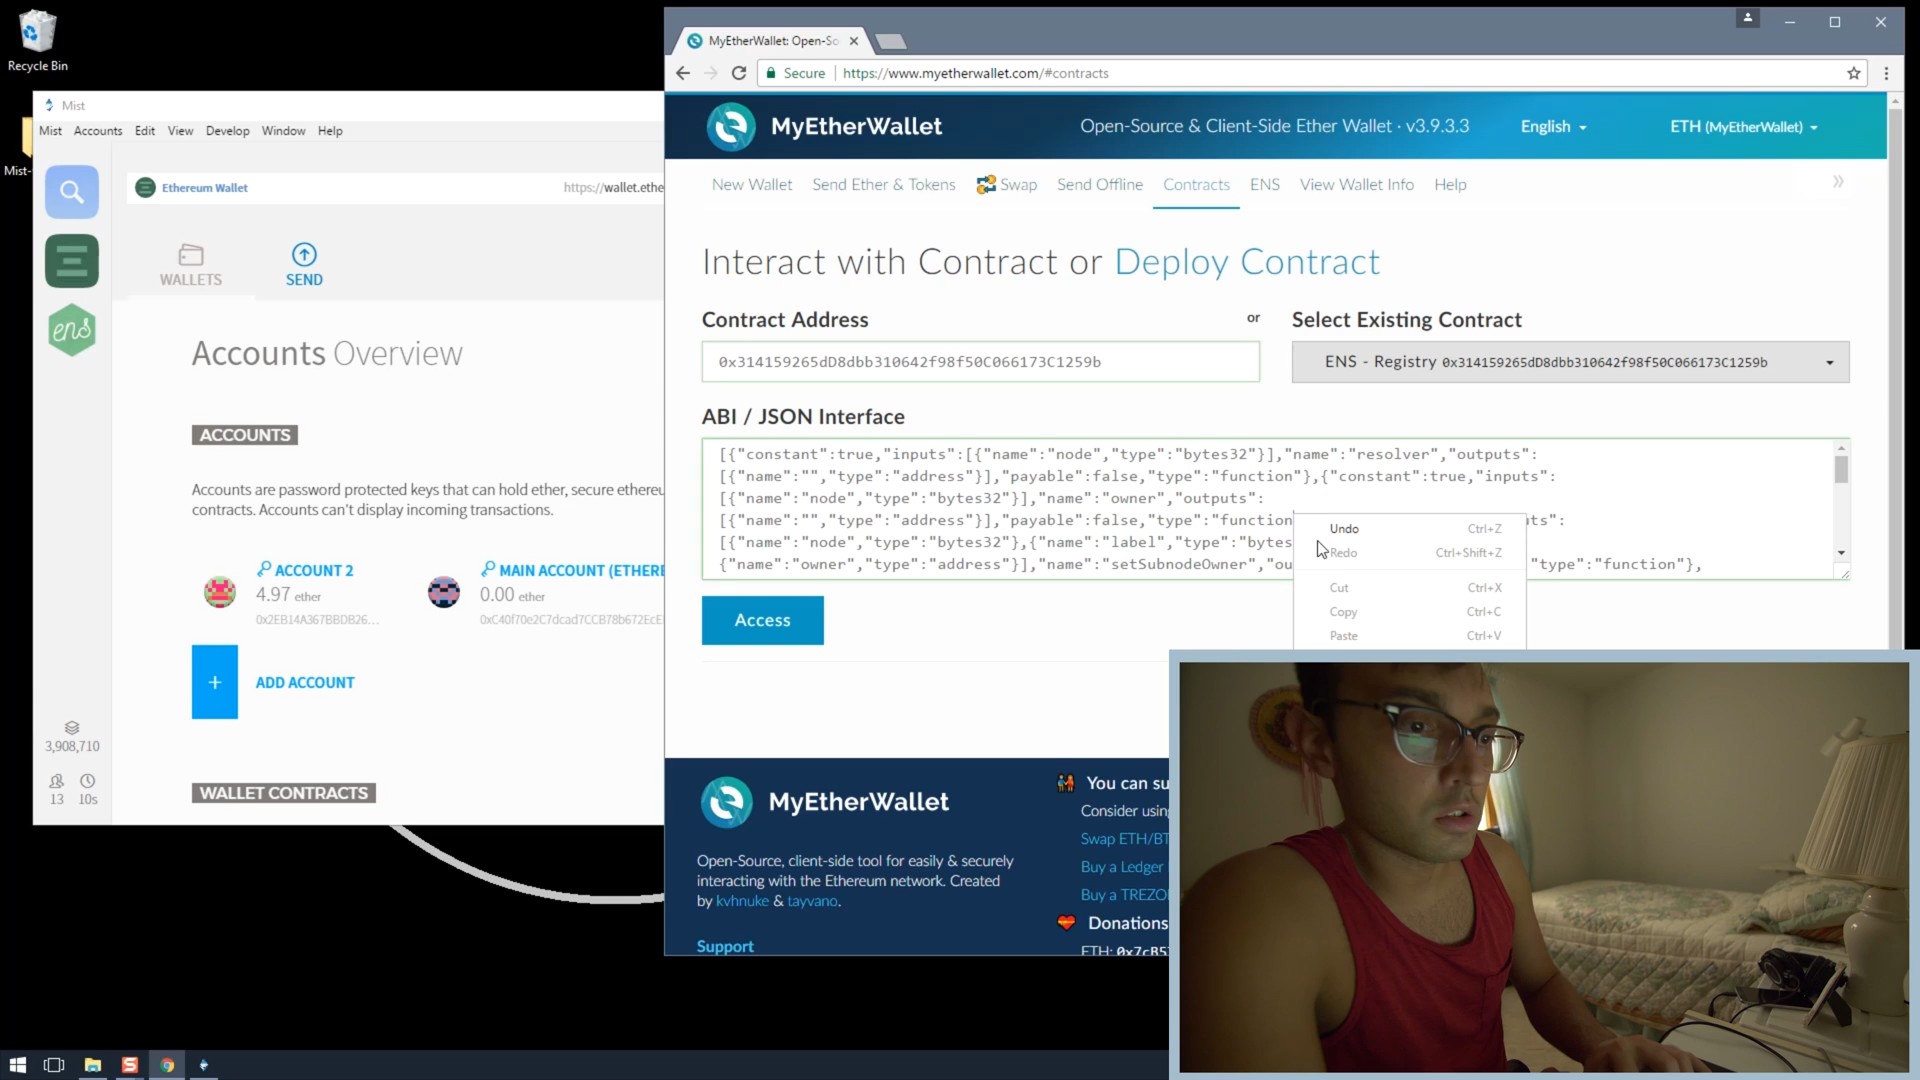 Recycle Bin
Mist-
Mist
Mist Accounts Edit View Develop Window Help
Ethereum Wallet
https://wallet.ethe
WALLETS
SEND
ens
Accounts Overview
ACCOUNTS
Accounts are password protected keys that can hold ether, secure ethereu
contracts. Accounts can't display incoming transactions.
ACCOUNT 2
4.97 ether
0x2EB14A367BBDB26...
MAIN ACCOUNT (ETHERE
0.00 ether
0xC40f70e2C7dcad7CCB78b672EcE
+
ADD ACCOUNT
3,908,710
13 10s
WALLET CONTRACTS
MyEtherWallet: Open-So
Secure https://www.myetherwallet.com/#contracts
MyEtherWallet
Open-Source & Client-Side Ether Wallet · v3.9.3.3
English
ETH (MyEtherWallet)
New Wallet Send Ether & Tokens Swap Send Offline Contracts ENS View Wallet Info Help
Interact with Contract or Deploy Contract
Contract Address
or
Select Existing Contract
0x314159265dD8dbb310642f98f50C066173C1259b
ENS - Registry 0x314159265dD8dbb310642f98f50C066173C1259b
ABI / JSON Interface
[{"constant":true,"inputs":[{"name":"node","type":"bytes32"}],"name":"resolver","outputs":
[{"name":"","type":"address"}],"payable":false,"type":"function"},{"constant":true,"inputs":
[{"name":"node","type":"bytes32"}],"name":"owner","outputs":
[{"name":"","type":"address"}],"payable":false,"type":"function
ts":
[{"name":"node","type":"bytes32"},{"name":"label","type":"bytes
{"name":"owner","type":"address"}],"name":"setSubnodeOwner","ou
"type":"function"},
Undo Ctrl+Z
Redo Ctrl+Shift+Z
Cut Ctrl+X
Copy Ctrl+C
Paste Ctrl+V
Access
MyEtherWallet
Open-Source, client-side tool for easily & securely
interacting with the Ethereum network. Created
by kvhnuke & tayvano.
Support
You can su
Consider using
Swap ETH/BT
Buy a Ledger
Buy a TREZO
Donations
ETH: 0x7cB5